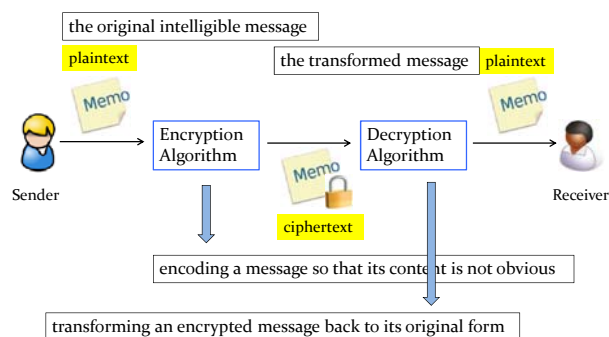 the original intelligible message
plaintext
Memo
the transformed message
plaintext
Memo
Encryption
Algorithm
Decryption
Algorithm
Sender
Memo
Receiver
ciphertext
encoding a message so that its content is not obvious
transforming an encrypted message back to its original form